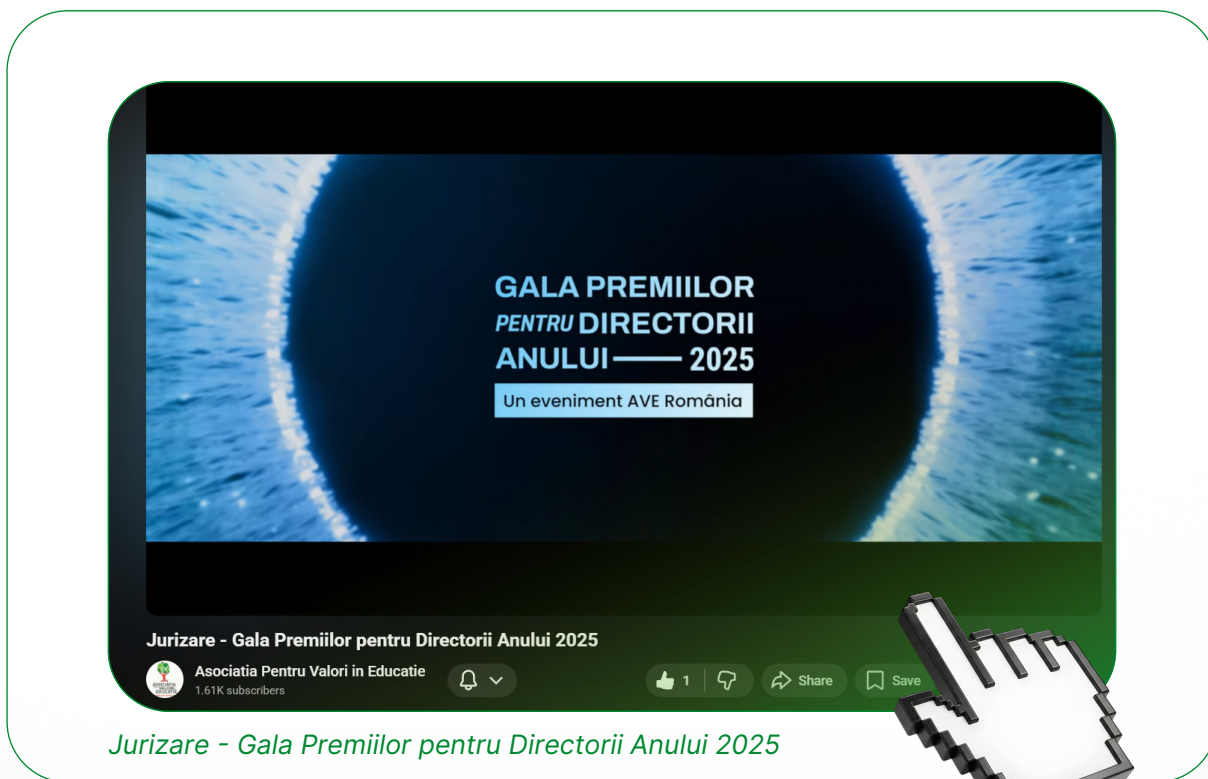 GALA PREMIILOR
PENTRU DIRECTORII
ANULUI — 2025
Un eveniment AVE România
Jurizare - Gala Premiilor pentru Directorii Anului 2025
Asociatia Pentru Valori in Educatie
1.61K subscribers
1
Share
Save
Jurizare - Gala Premiilor pentru Directorii Anului 2025